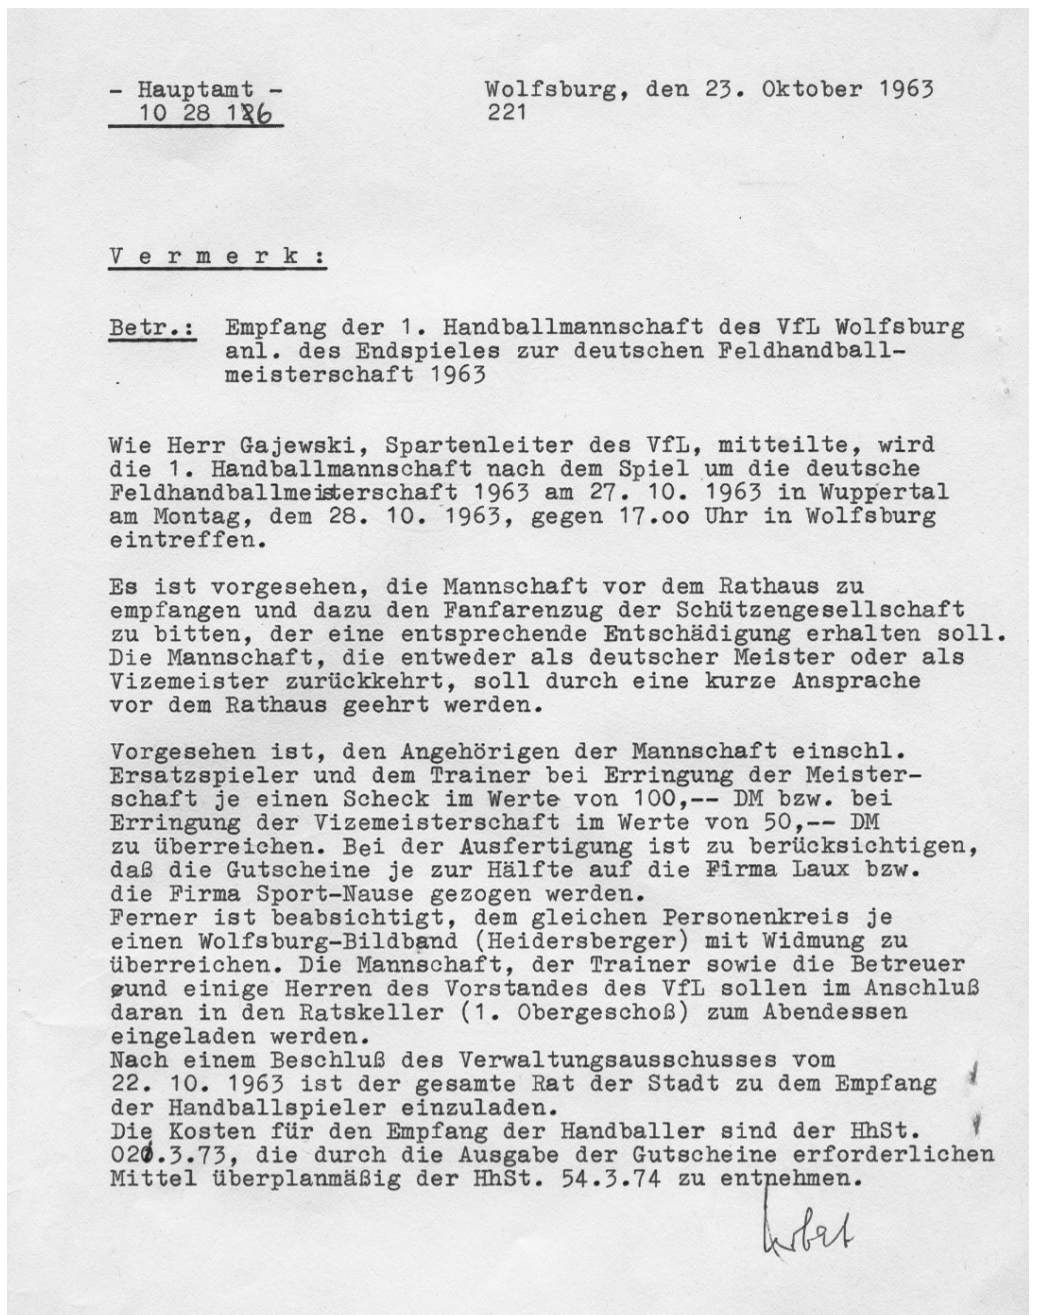 - Hauptamt -
Wolfsburg, den 23. Oktober 1963
10 28 126
221
V e r m e r k :
Betr.: Empfang der 1. Handballmannschaft des VfL Wolfsburg
anl. des Endspieles zur deutschen Feldhandball-
meisterschaft 1963
Wie Herr Gajewski, Spartenleiter des VfL, mitteilte, wird
die 1. Handballmannschaft nach dem Spiel um die deutsche
Feldhandballmeisterschaft 1963 am 27. 10. 1963 in Wuppertal
am Montag, dem 28. 10. 1963, gegen 17.oo Uhr in Wolfsburg
eintreffen.
Es ist vorgesehen, die Mannschaft vor dem Rathaus zu
empfangen und dazu den Fanfarenzug der Schützengesellschaft
zu bitten, der eine entsprechende Entschädigung erhalten soll.
Die Mannschaft, die entweder als deutscher Meister oder als
Vizemeister zurückkehrt, soll durch eine kurze Ansprache
vor dem Rathaus geehrt werden.
Vorgesehen ist, den Angehörigen der Mannschaft einschl.
Ersatzspieler und dem Trainer bei Erringung der Meister-
schaft je einen Scheck im Werte von 100,-- DM bzw. bei
Erringung der Vizemeisterschaft im Werte von 50,-- DM
zu überreichen. Bei der Ausfertigung ist zu berücksichtigen,
daß die Gutscheine je zur Hälfte auf die Firma Laux bzw.
die Firma Sport-Nause gezogen werden.
Ferner ist beabsichtigt, dem gleichen Personenkreis je
einen Wolfsburg-Bildband (Heidersberger) mit Widmung zu
überreichen. Die Mannschaft, der Trainer sowie die Betreuer
und einige Herren des Vorstandes des VfL sollen im Anschluß
daran in den Ratskeller (1. Obergeschoß) zum Abendessen
eingeladen werden.
Nach einem Beschluß des Verwaltungsausschusses vom
22. 10. 1963 ist der gesamte Rat der Stadt zu dem Empfang
der Handballspieler einzuladen.
Die Kosten für den Empfang der Handballer sind der HhSt.
020.3.73, die durch die Ausgabe der Gutscheine erforderlichen
Mittel überplanmäßig der HhSt. 54.3.74 zu entnehmen.